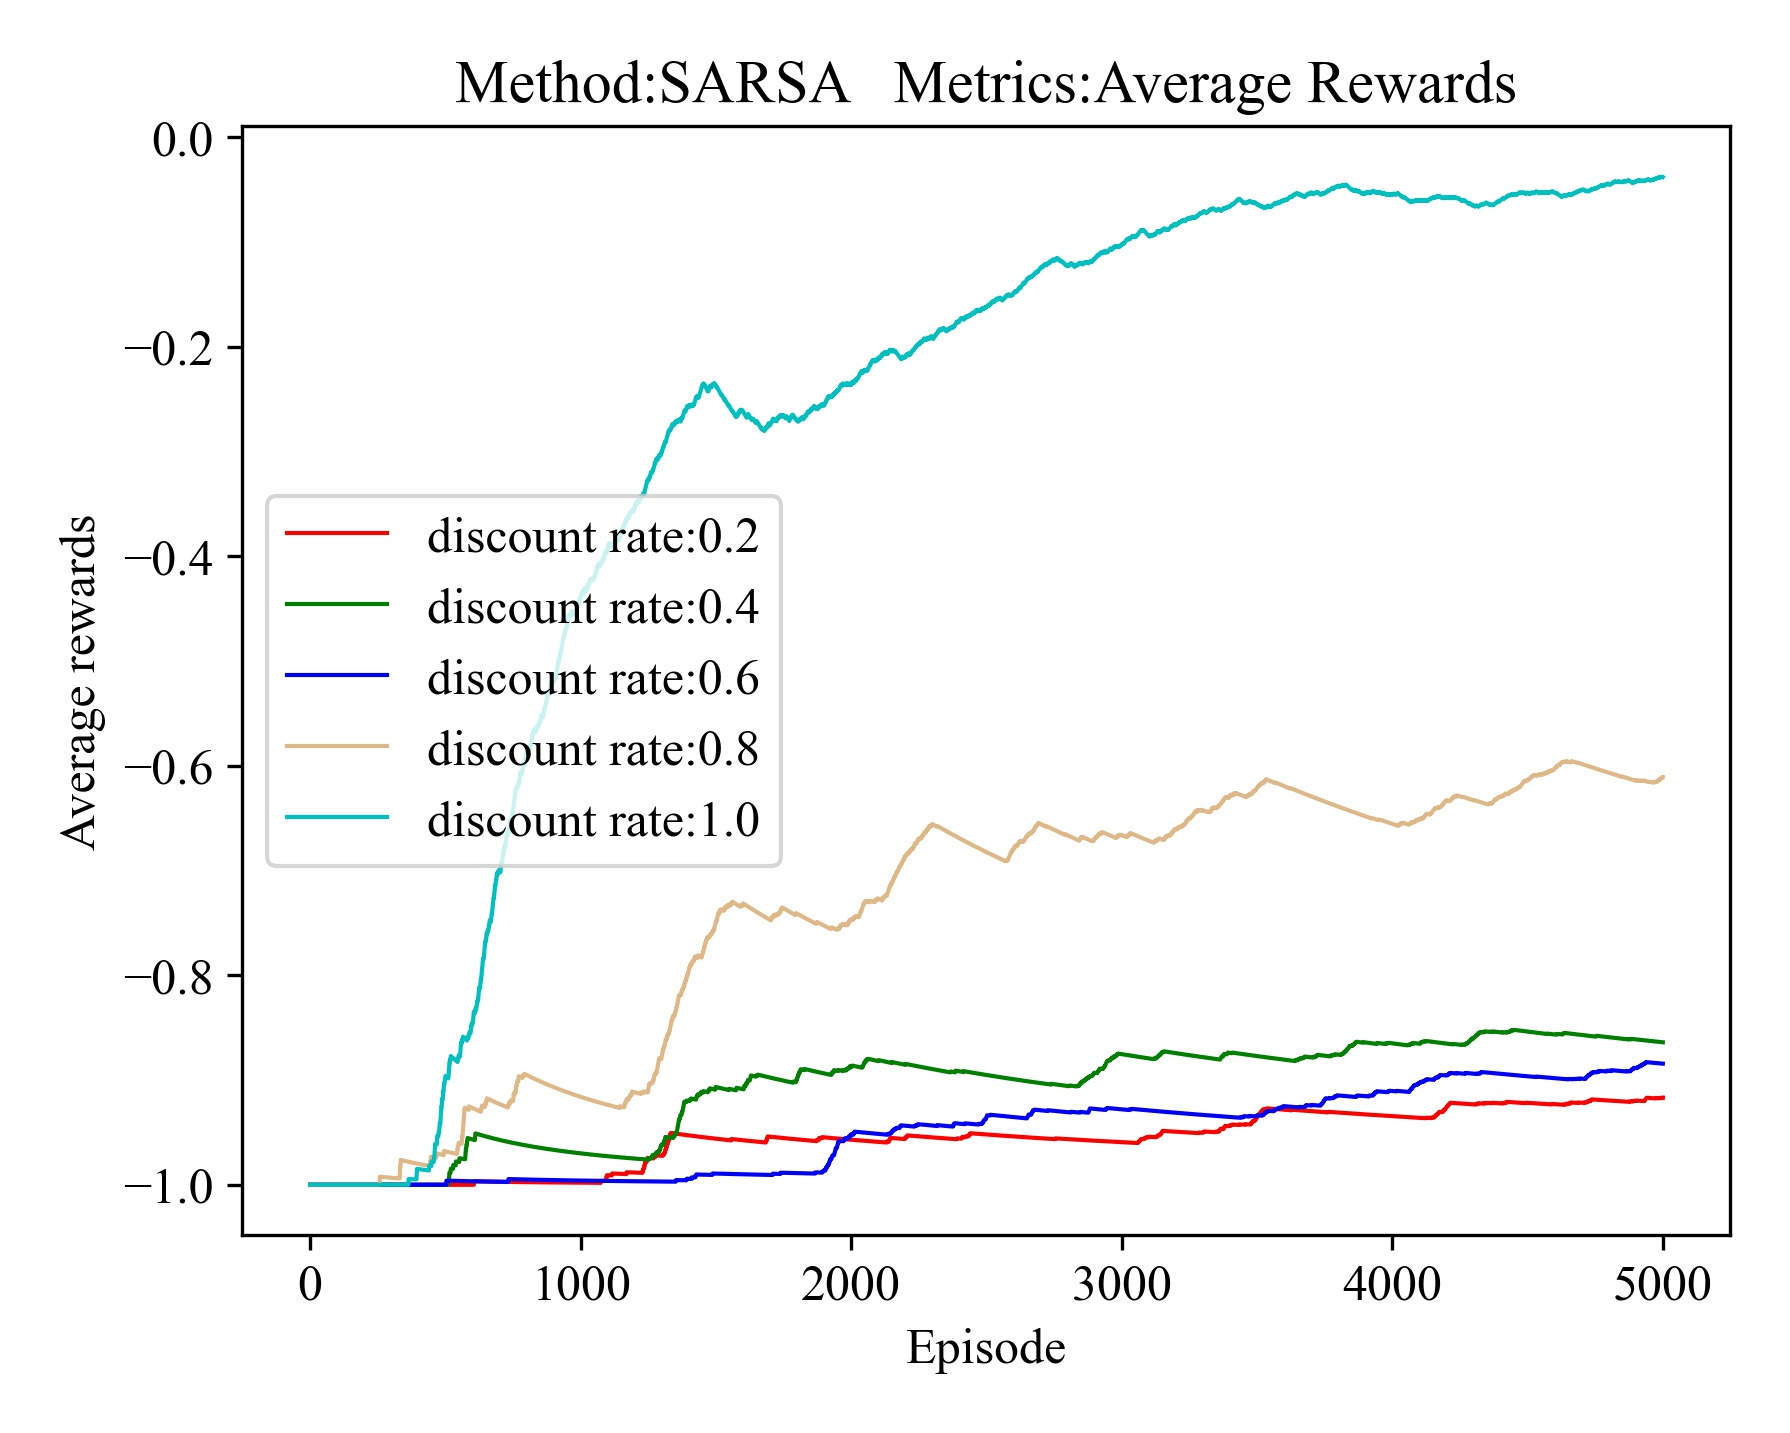 Method:SARSA   Metrics:Average Rewards
0.0
−0.2
−0.4
−0.6
−0.8
−1.0
Average rewards
discount rate:0.2
discount rate:0.4
discount rate:0.6
discount rate:0.8
discount rate:1.0
0 1000 2000 3000 4000 5000
Episode